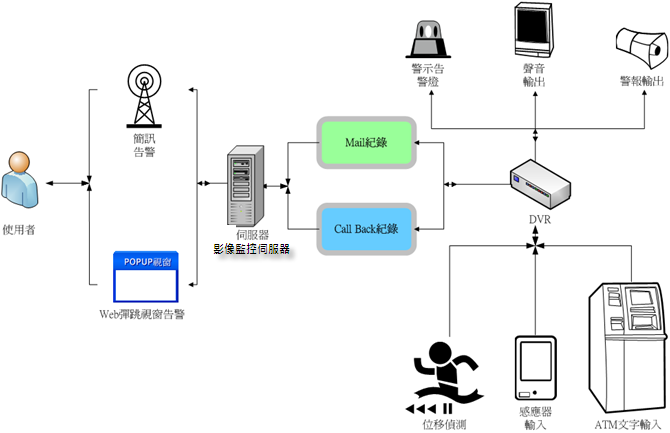 警示告
警燈
聲音
輸出
警報輸出
簡訊
告警
Mail紀錄
使用者
伺服器
影像監控伺服器
Call Back紀錄
DVR
POPUP視窗
Web彈跳視窗告警
位移偵測
感應器
輸入
ATM文字輸入